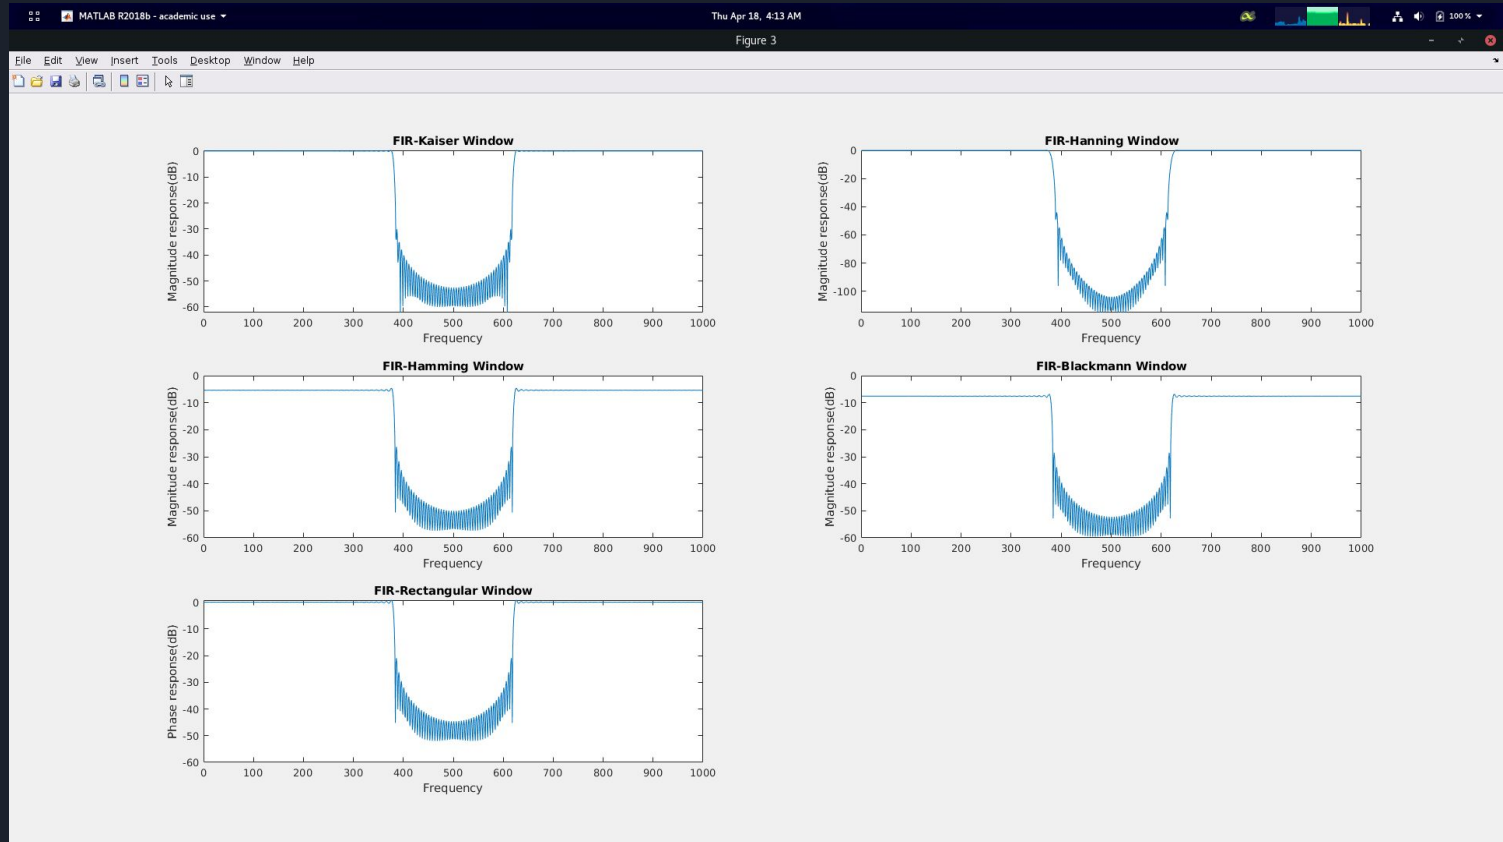 MATLAB R2018b - academic use
Thu Apr 18, 4:13 AM
100 %
Figure 3
File Edit View Insert Tools Desktop Window Help
FIR-Kaiser Window
Magnitude response(dB)
0
-10
-20
-30
-40
-50
-60
0 100 200 300 400 500 600 700 800 900 1000
Frequency
FIR-Hanning Window
Magnitude response(dB)
0
-20
-40
-60
-80
-100
0 100 200 300 400 500 600 700 800 900 1000
Frequency
FIR-Hamming Window
Magnitude response(dB)
0
-10
-20
-30
-40
-50
-60
0 100 200 300 400 500 600 700 800 900 1000
Frequency
FIR-Blackmann Window
Magnitude response(dB)
0
-10
-20
-30
-40
-50
-60
0 100 200 300 400 500 600 700 800 900 1000
Frequency
FIR-Rectangular Window
Phase response(dB)
0
-10
-20
-30
-40
-50
-60
0 100 200 300 400 500 600 700 800 900 1000
Frequency